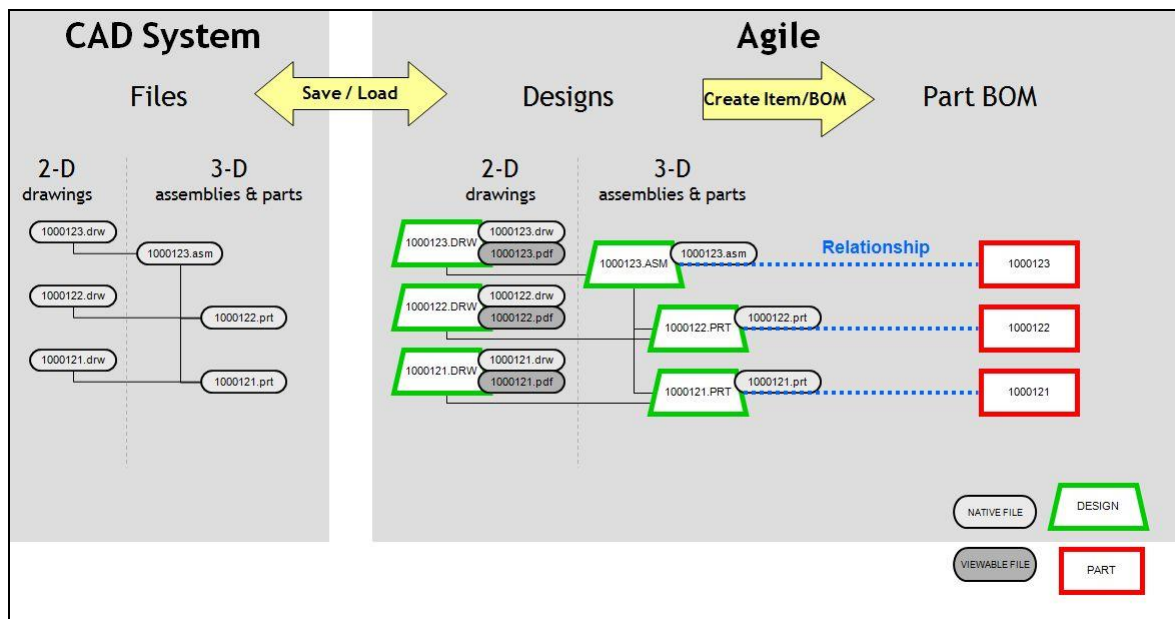 CAD System
Agile
Files
Save / Load
Designs
Create Item/BOM
Part BOM
2-D
drawings
3-D
assemblies & parts
2-D
drawings
3-D
assemblies & parts
1000123.drw
1000123.asm
1000122.drw
1000122.prt
1000121.drw
1000121.prt
1000123.DRW
1000123.drw
1000123.pdf
1000123.ASM
1000123.asm
Relationship
1000123
1000122.DRW
1000122.drw
1000122.pdf
1000122.PRT
1000122.prt
1000122
1000121.DRW
1000121.drw
1000121.pdf
1000121.PRT
1000121.prt
1000121
NATIVE FILE
DESIGN
VIEWABLE FILE
PART